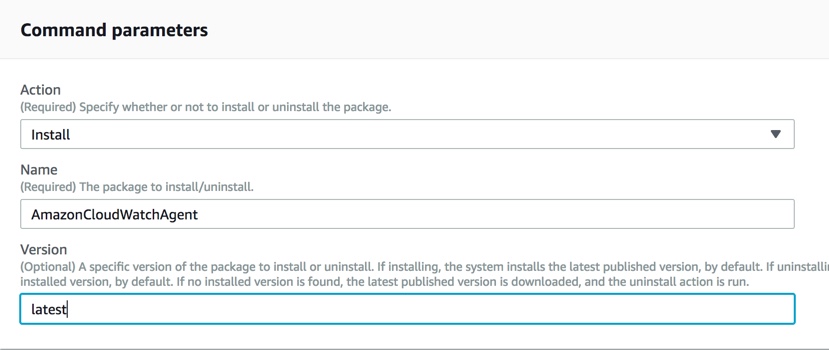 Command parameters
Action
(Required) Specify whether or not to install or uninstall the package.
Install
Name
(Required) The package to install/uninstall.
AmazonCloudWatchAgent
Version
(Optional) A specific version of the package to install or uninstall. If installing, the system installs the latest published version, by default. If
installed version, by default. If no installed version is found, the latest published version is downloaded, and the uninstall action is run.
latest